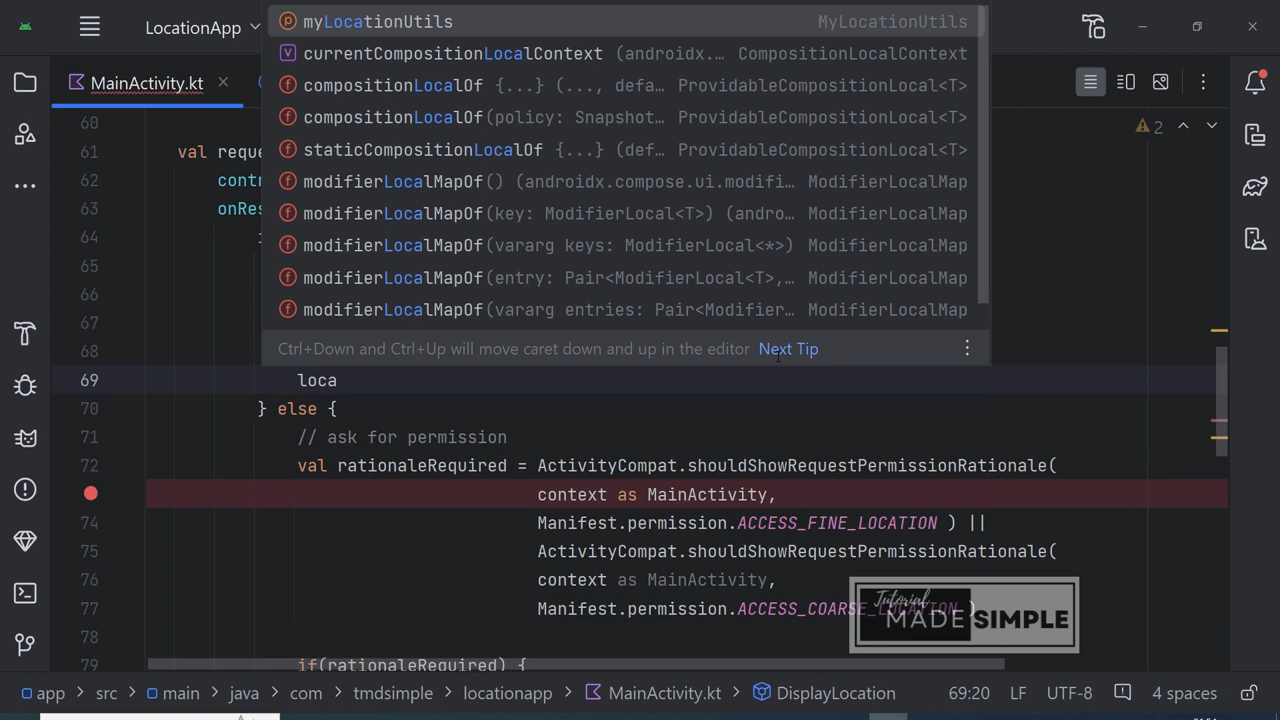 LocationApp
myLocationUtils MyLocationUtils
currentCompositionLocalContext (androidx.… CompositionLocalContext
compositionLocalOf {...} (..., defa… ProvidableCompositionLocal<T>
compositionLocalOf(policy: Snapshot… ProvidableCompositionLocal<T>
staticCompositionLocalOf {...} (def… ProvidableCompositionLocal<T>
modifierLocalMapOf() (androidx.compose.ui.modifi… ModifierLocalMap
modifierLocalMapOf(key: ModifierLocal<T>) (andro… ModifierLocalMap
modifierLocalMapOf(vararg keys: ModifierLocal<*>) ModifierLocalMap
modifierLocalMapOf(entry: Pair<ModifierLocal<T>,… ModifierLocalMap
modifierLocalMapOf(vararg entries: Pair<Modifier… ModifierLocalMap
Ctrl+Down and Ctrl+Up will move caret down and up in the editor Next Tip
MainActivity.kt
2
60
61 val reque
62 contr
63 onRes
64
65
66
67
68
69 loca
70 } else {
71 // ask for permission
72 val rationaleRequired = ActivityCompat.shouldShowRequestPermissionRationale(
context as MainActivity,
74 Manifest.permission.ACCESS_FINE_LOCATION ) ||
75 ActivityCompat.shouldShowRequestPermissionRationale(
76 context as MainActivity,
77 Manifest.permission.ACCESS_COARSE_LOCATION )
78
79 if(rationaleRequired) {
Tutorial
MADE SIMPLE
app > src > main > java > com > tmdsimple > locationapp > MainActivity.kt > DisplayLocation 69:20 LF UTF-8 4 spaces